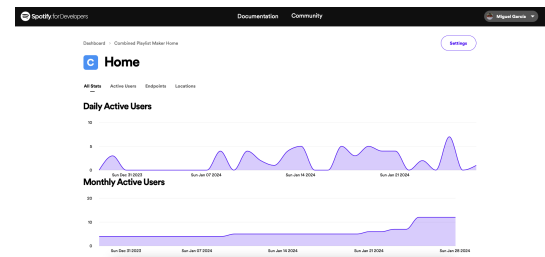 Spotify for Developers Documentation Community Miguel Garcia
Dashboard › Combined Playlist Maker Home Settings
C Home
All Stats Active Users Endpoints Locations
Daily Active Users
10
5
0
Sun Dec 31 2023 Sun Jan 07 2024 Sun Jan 14 2024 Sun Jan 21 2024
Monthly Active Users
20
10
0
Sun Dec 31 2023 Sun Jan 07 2024 Sun Jan 14 2024 Sun Jan 21 2024 Sun Jan 28 2024